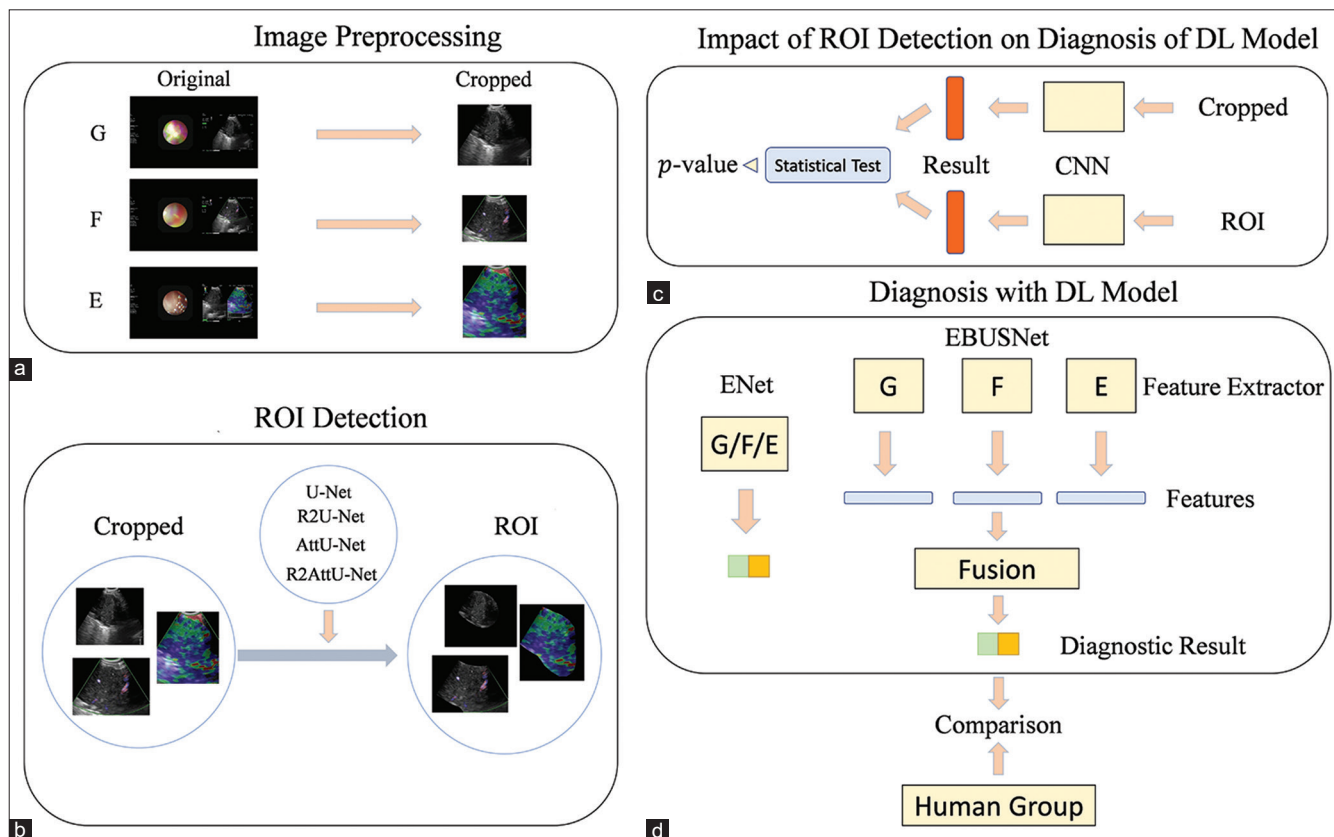 Image Preprocessing
Original
Cropped
G
F
E
a
ROI Detection
U-Net
R2U-Net
AttU-Net
R2AttU-Net
Cropped
ROI
b
Impact of ROI Detection on Diagnosis of DL Model
Cropped
p-value
Statistical Test
Result
CNN
ROI
c
Diagnosis with DL Model
EBUSNet
ENet
G
F
E
Feature Extractor
G/F/E
Features
Fusion
Diagnostic Result
Comparison
Human Group
d